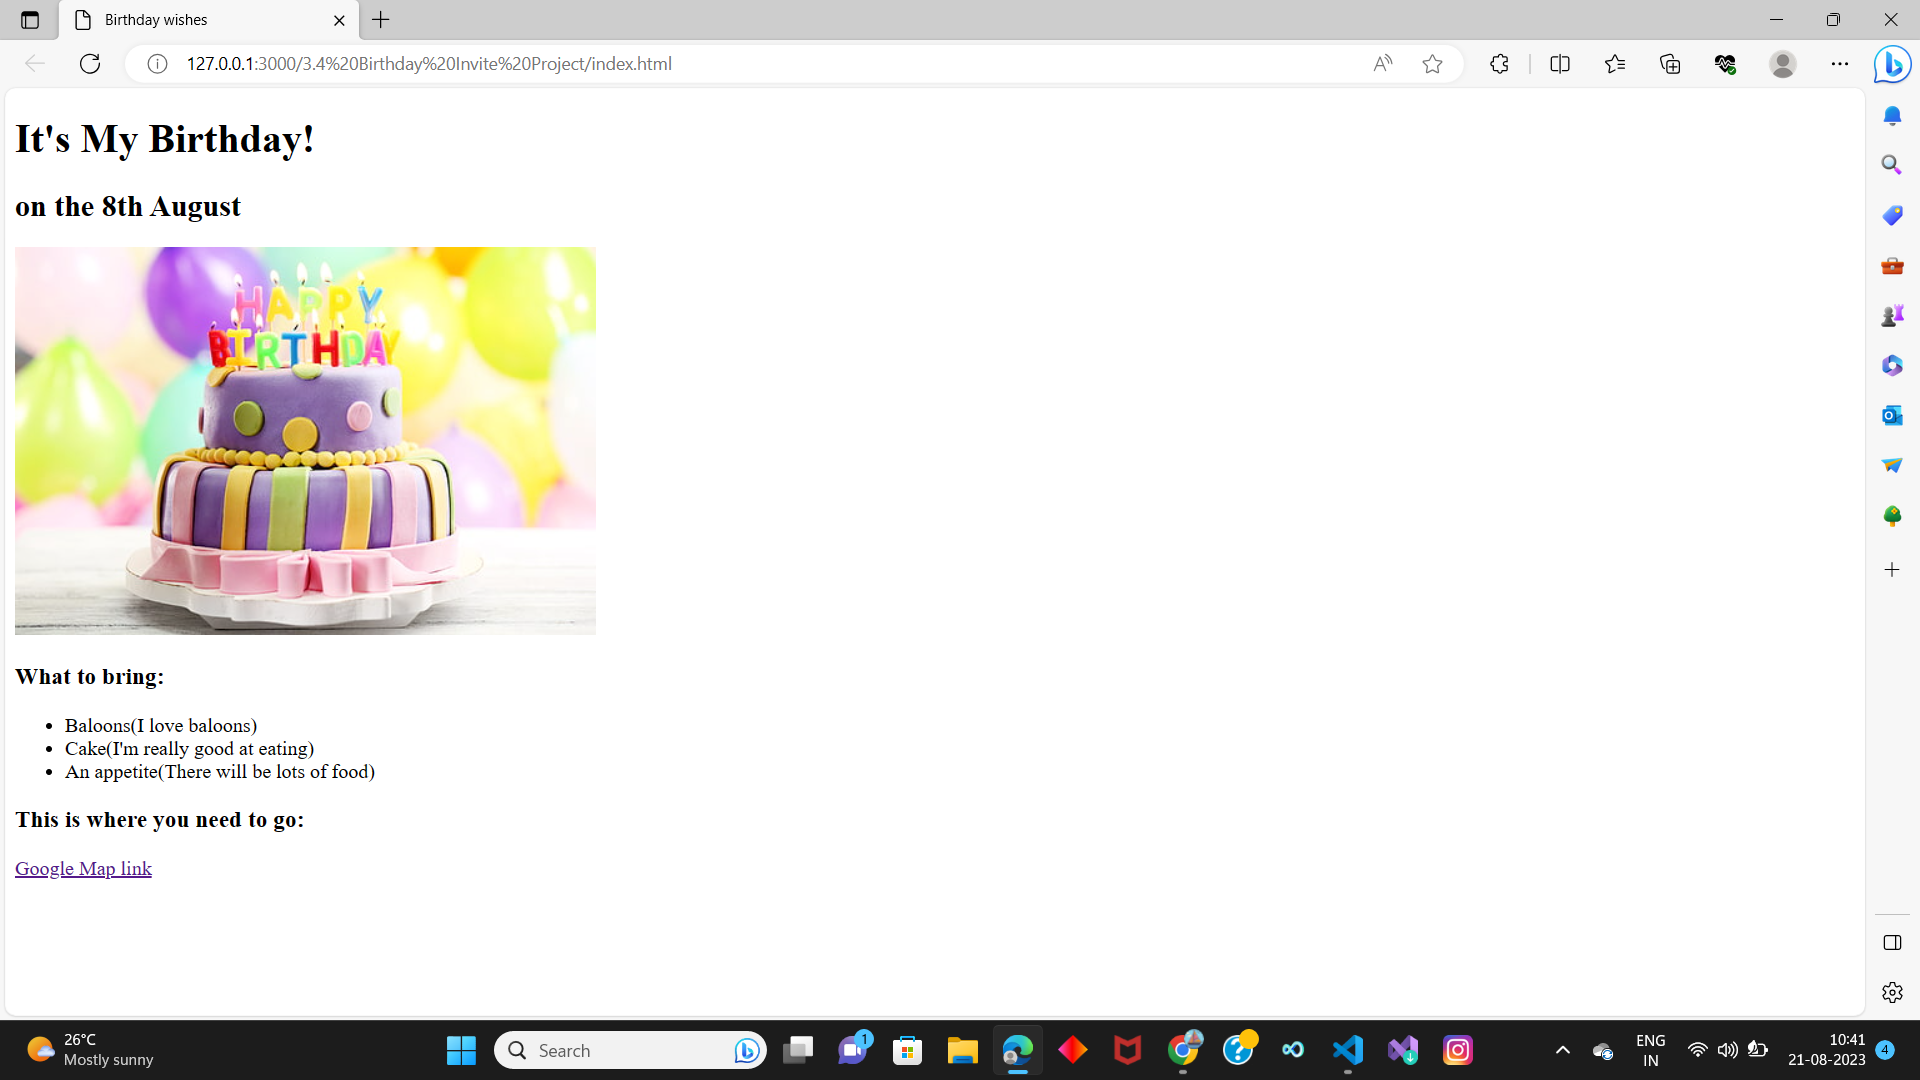 Birthday wishes
127.0.0.1:3000/3.4%20Birthday%20Invite%20Project/index.html
It's My Birthday!
on the 8th August
HAPPY
BIRTHDAY
What to bring:
Baloons(I love baloons)
Cake(I'm really good at eating)
An appetite(There will be lots of food)
This is where you need to go:
Google Map link
26°C
Mostly sunny
Search
1
ENG
IN
10:41
21-08-2023
4